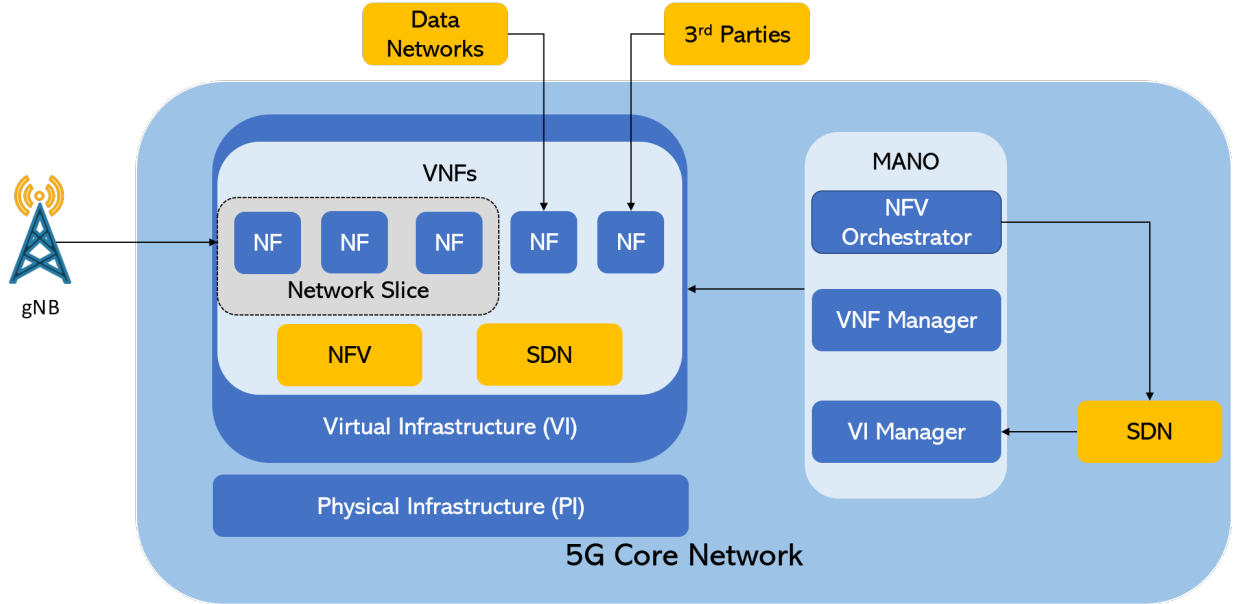 Data
Networks
3rd Parties
VNFs
NF
NF
NF
NF
NF
Network Slice
NFV
SDN
Virtual Infrastructure (VI)
Physical Infrastructure (PI)
gNB
MANO
NFV
Orchestrator
VNF Manager
VI Manager
SDN
5G Core Network